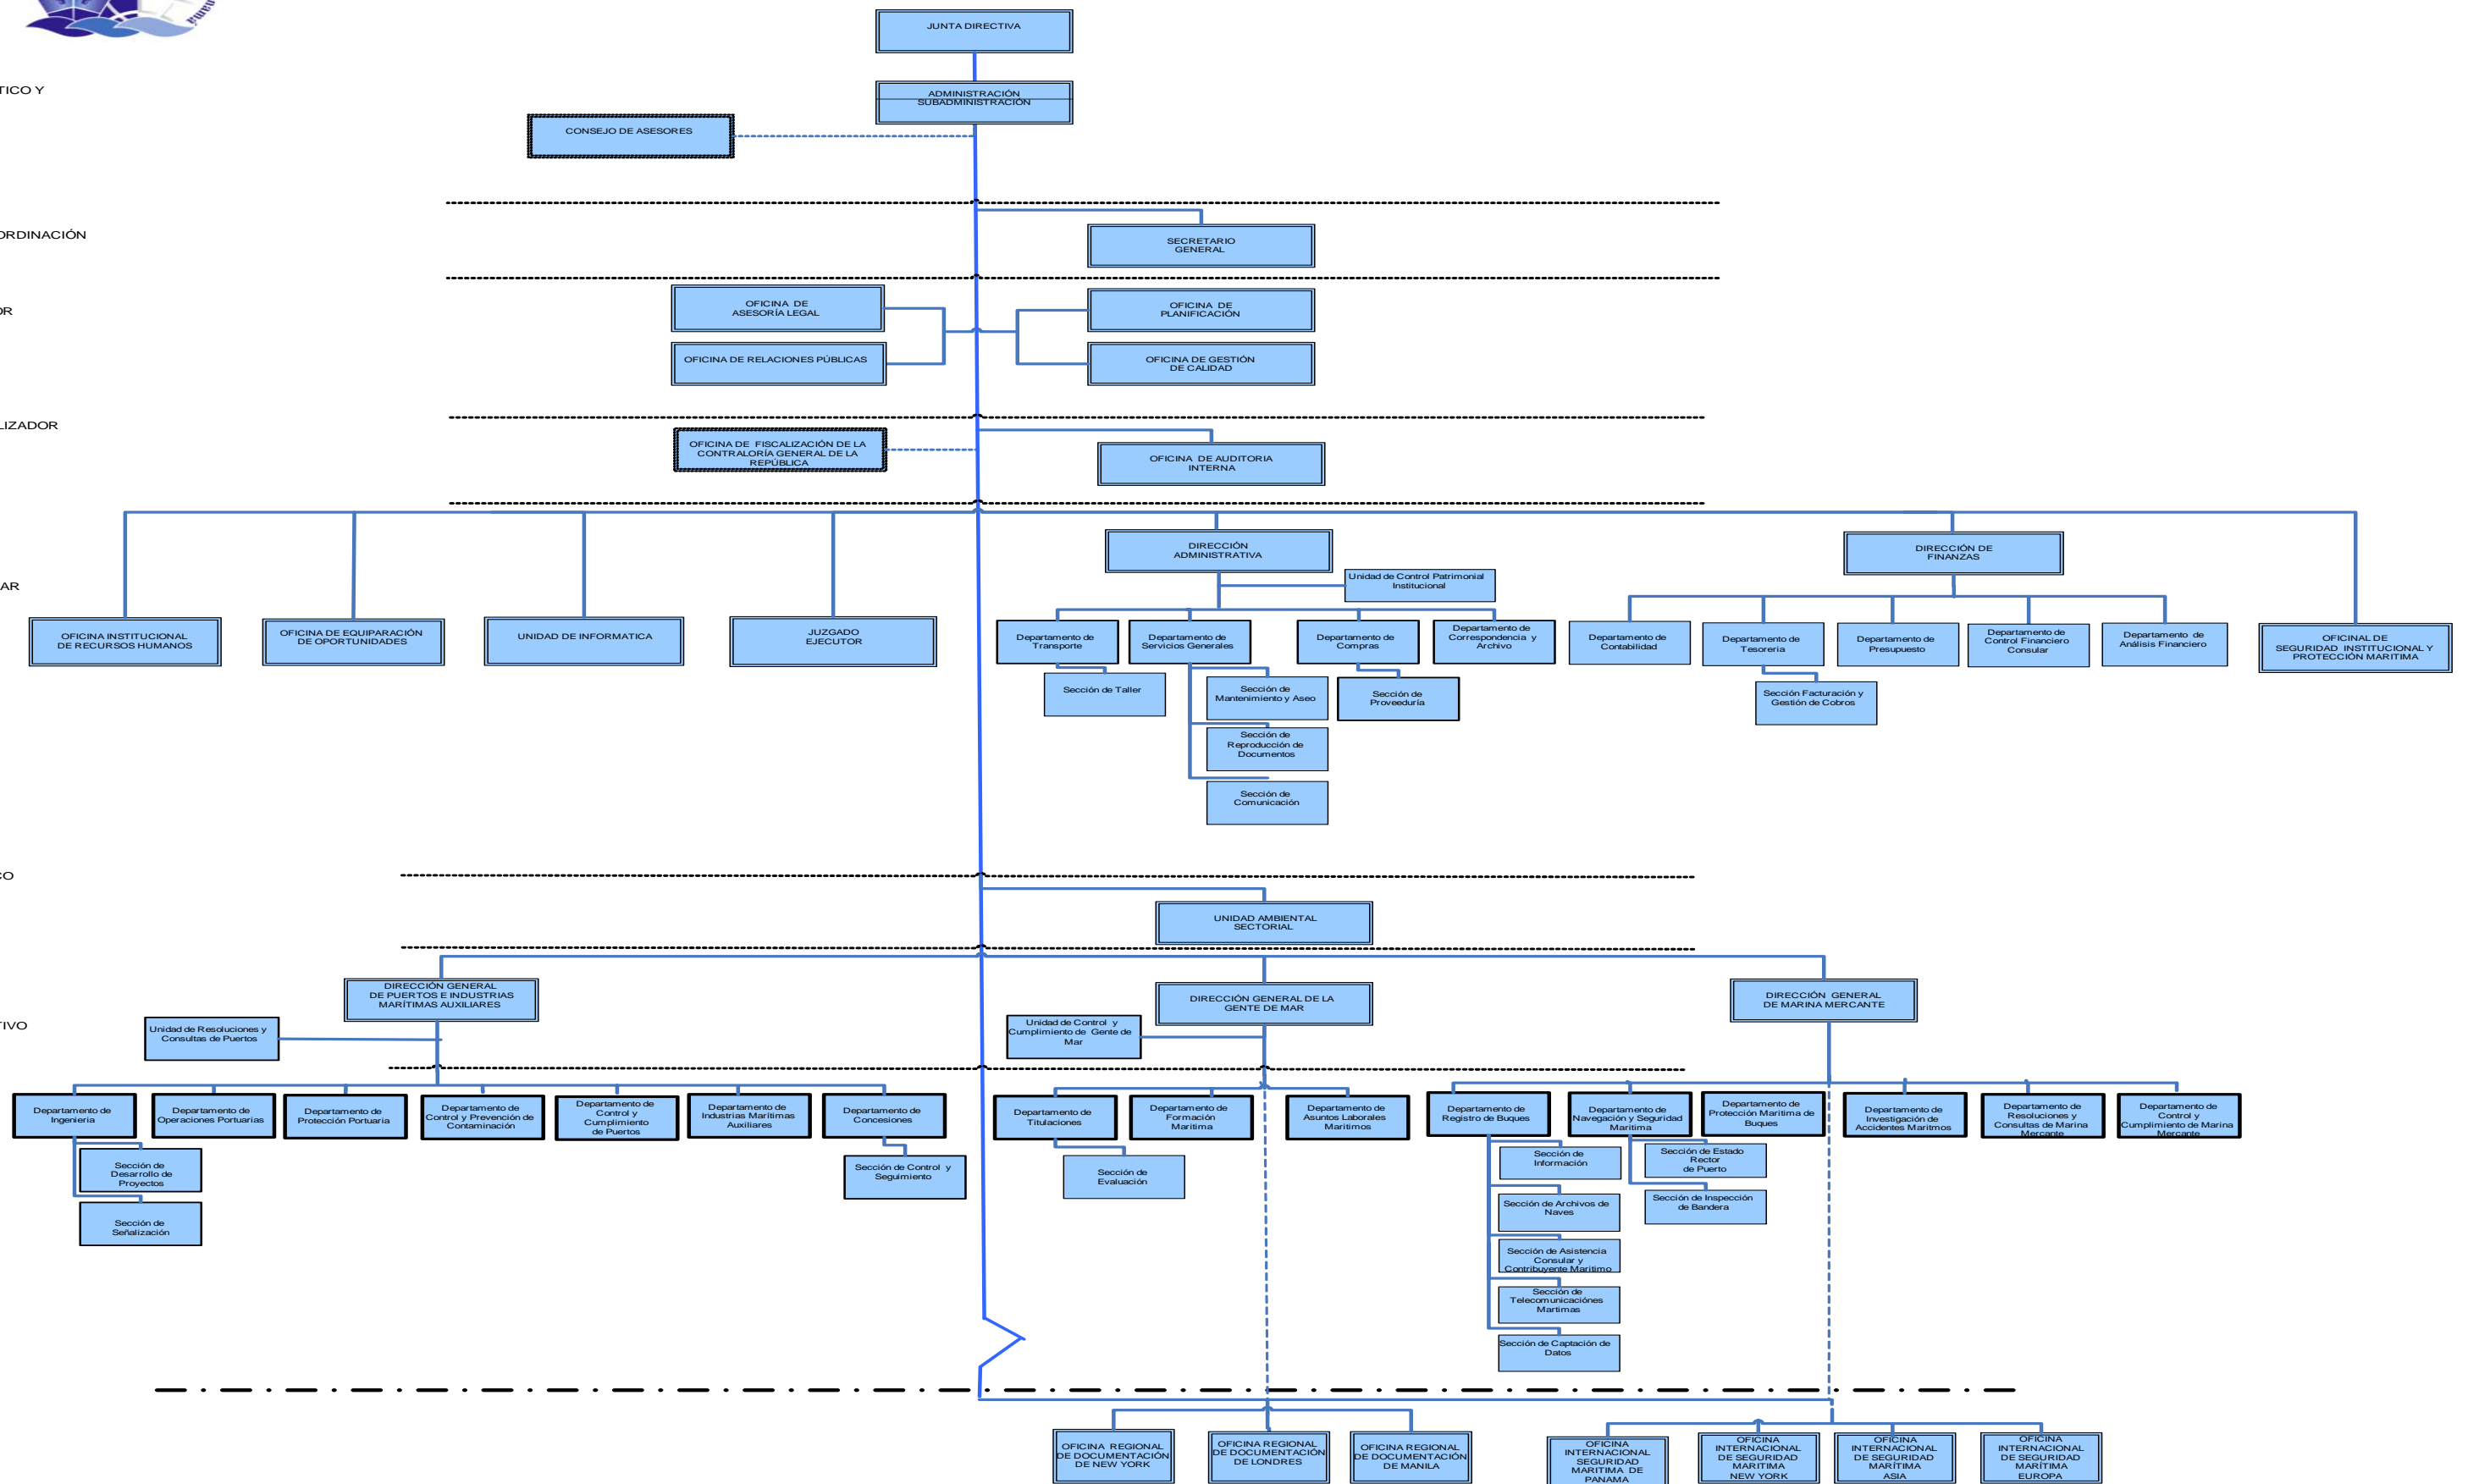 namá
JUNTA DIRECTIVA
TICO Y
ADMINISTRACIÓN
SUBADMINISTRACIÓN
CONSEJO DE ASESORES
ORDINACIÓN
SECRETARIO
GENERAL
OR
OFICINA DE
ASESORÍA LEGAL
OFICINA DE
PLANIFICACIÓN
OFICINA DE RELACIONES PÚBLICAS
OFICINA DE GESTIÓN
DE CALIDAD
LIZADOR
OFICINA DE FISCALIZACIÓN DE LA
CONTRALORÍA GENERAL DE LA
REPÚBLICA
OFICINA DE AUDITORIA
INTERNA
AR
DIRECCIÓN
ADMINISTRATIVA
DIRECCIÓN DE
FINANZAS
Unidad de Control Patrimonial
Institucional
OFICINA INSTITUCIONAL
DE RECURSOS HUMANOS
OFICINA DE EQUIPARACIÓN
DE OPORTUNIDADES
UNIDAD DE INFORMATICA
JUZGADO
EJECUTOR
Departamento de
Transporte
Departamento de
Servicios Generales
Departamento de
Compras
Departamento de
Correspondencia y
Archivo
Departamento de
Contabilidad
Departamento de
Tesoreria
Departamento de
Presupuesto
Departamento de
Control Financiero
Consular
Departamento de
Análisis Financiero
OFICINAL DE
SEGURIDAD INSTITUCIONAL Y
PROTECCIÓN MARITIMA
Sección de Taller
Sección de
Mantenimiento y Aseo
Sección de
Proveeduría
Sección Facturación y
Gestión de Cobros
Sección de
Reproducción de
Documentos
Sección de
Comunicación
CO
UNIDAD AMBIENTAL
SECTORIAL
TIVO
DIRECCIÓN GENERAL
DE PUERTOS E INDUSTRIAS
MARÍTIMAS AUXILIARES
DIRECCIÓN GENERAL DE LA
GENTE DE MAR
DIRECCIÓN GENERAL
DE MARINA MERCANTE
Unidad de Resoluciones y
Consultas de Puertos
Unidad de Control y
Cumplimiento de Gente de
Mar
Departamento de
Ingenieria
Departamento de
Operaciones Portuarias
Departamento de
Protección Portuaria
Departamento de
Control y Prevención de
Contaminación
Departamento de
Control y
Cumplimiento
de Puertos
Departamento de
Industrias Marítimas
Auxiliares
Departamento de
Concesiones
Departamento de
Titulaciones
Departamento de
Formación
Maritima
Departamento de
Asuntos Laborales
Maritimos
Departamento de
Registro de Buques
Departamento de
Navegación y Seguridad
Maritima
Departamento de
Protección Maritima de
Buques
Departamento de
Investigación de
Accidentes Maritmos
Departamento de
Resoluciones y
Consultas de Marina
Mercante
Departamento de
Control y
Cumplimiento de Marina
Mercante
Sección de
Desarrollo de
Proyectos
Sección de
Señalización
Sección de Control y
Seguimiento
Sección de
Evaluación
Sección de
Información
Sección de Archivos de
Naves
Sección de Asistencia
Consular y
Contribuyente Maritimo
Sección de
Telecomunicaciónes
Martimas
Sección de Captación de
Datos
Sección de Estado
Rector
de Puerto
Sección de Inspección
de Bandera
OFICINA REGIONAL
DE DOCUMENTACIÓN
DE NEW YORK
OFICINA REGIONAL
DE DOCUMENTACIÓN
DE LONDRES
OFICINA REGIONAL
DE DOCUMENTACIÓN
DE MANILA
OFICINA
INTERNACIONAL
SEGURIDAD
MARITIMA DE
PANAMA
OFICINA
INTERNACIONAL
DE SEGURIDAD
MARITIMA
NEW YORK
OFICINA
INTERNACIONAL
DE SEGURIDAD
MARÍTIMA
ASIA
OFICINA
INTERNACIONAL
DE SEGURIDAD
MARÍTIMA
EUROPA